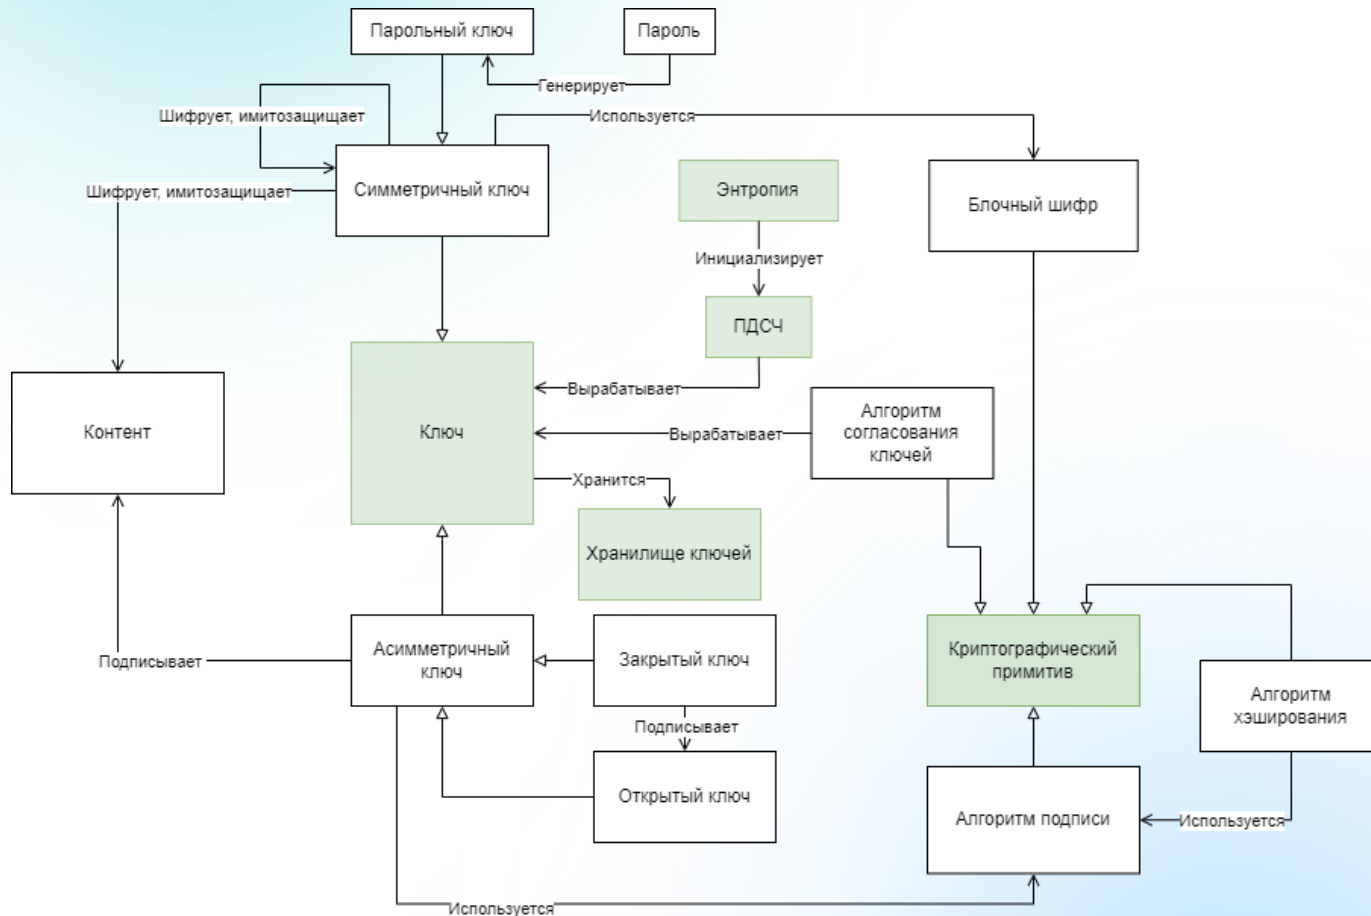 Парольный ключ
Пароль
Генерирует
Шифрует, имитозащищает
Используется
Шифрует, имитозащищает
Симметричный ключ
Энтропия
Блочный шифр
Инициализирует
ПДСЧ
Вырабатывает
Контент
Ключ
Вырабатывает
Алгоритм
согласования
ключей
Хранится
Хранилище ключей
Подписывает
Асимметричный
ключ
Закрытый ключ
Криптографический
примитив
Алгоритм
хэширования
Подписывает
Открытый ключ
Алгоритм подписи
Используется
Используется